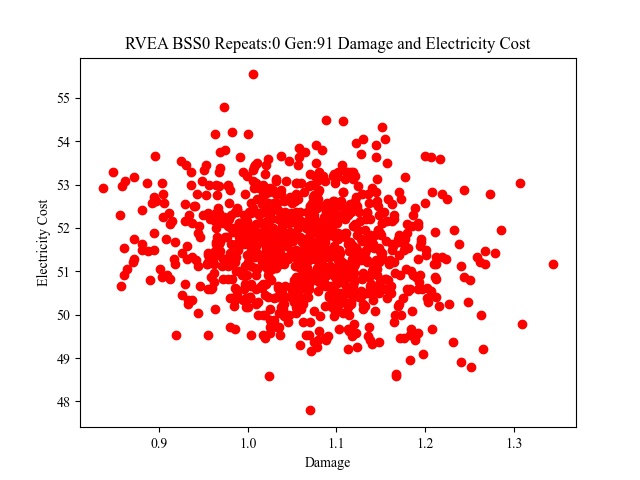 RVEA BSS0 Repeats:0 Gen:91 Damage and Electricity Cost
Electricity Cost
55
54
53
52
51
50
49
48
0.9 1.0 1.1 1.2 1.3
Damage